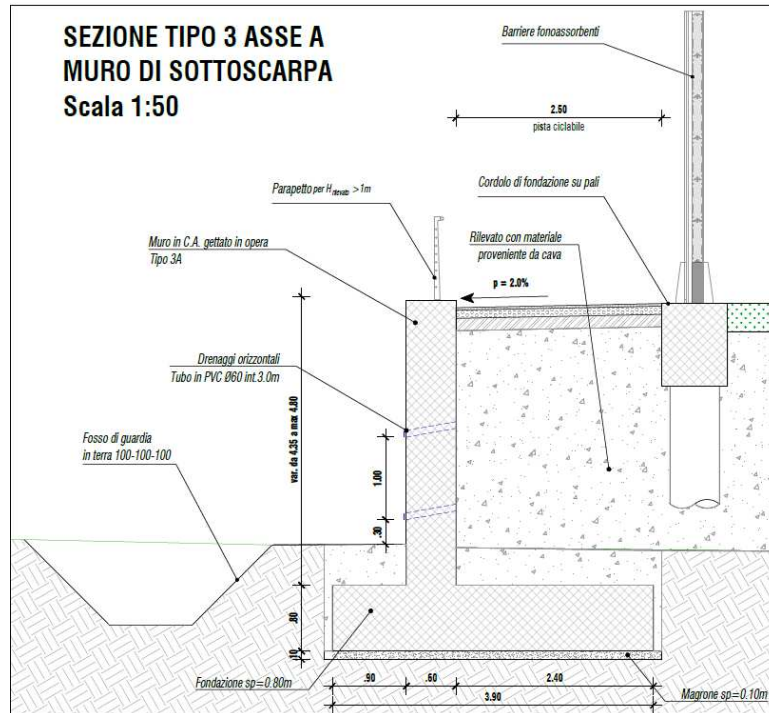 SEZIONE TIPO 3 ASSE A
MURO DI SOTTOSCARPA
Scala 1:50
Barriere fonoassorbenti
2.50
pista ciclabile
Parapetto per H rilevato >1m
Cordolo di fondazione su pali
Muro in C.A. gettato in opera
Tipo 3A
Rilevato con materiale
proveniente da cava
p = 2.0%
Drenaggi orizzontali
Tubo in PVC Ø60 int.3.0m
var. da 4.35 a max 4.80
Fosso di guardia
in terra 100-100-100
1.00
.30
.80
.10
Fondazione sp=0.80m
.90
.60
2.40
3.90
Magrone sp=0.10m